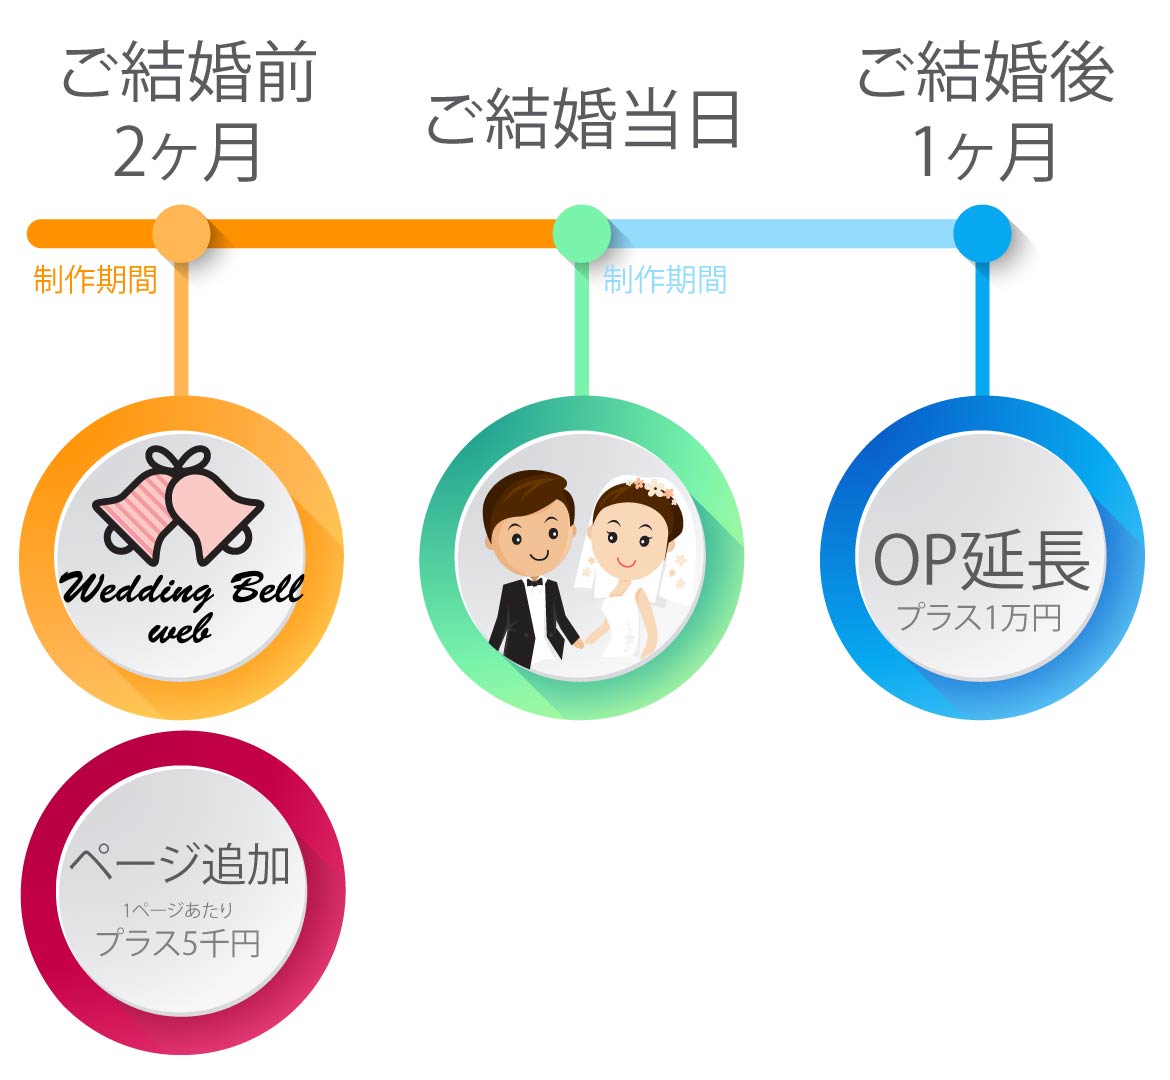 ご結婚前
2ヶ月
ご結婚当日
ご結婚後
1ヶ月
制作期間
制作期間
Wedding Bell
web
OP延長
プラス1万円
ページ追加
1ページあたり
プラス5千円